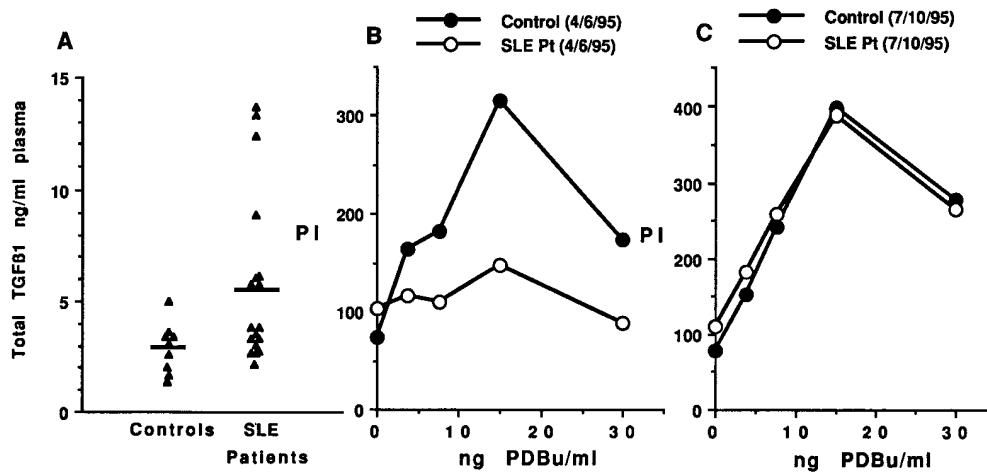 A
Total TGFß1 ng/ml plasma
15
10
5
0
Controls SLE
Patients
B
Control (4/6/95)
SLE Pt (4/6/95)
PI
300
200
100
0
0 10 20 30
ng PDBu/ml
C
Control (7/10/95)
SLE Pt (7/10/95)
PI
400
300
200
100
0
0 10 20 30
ng PDBu/ml